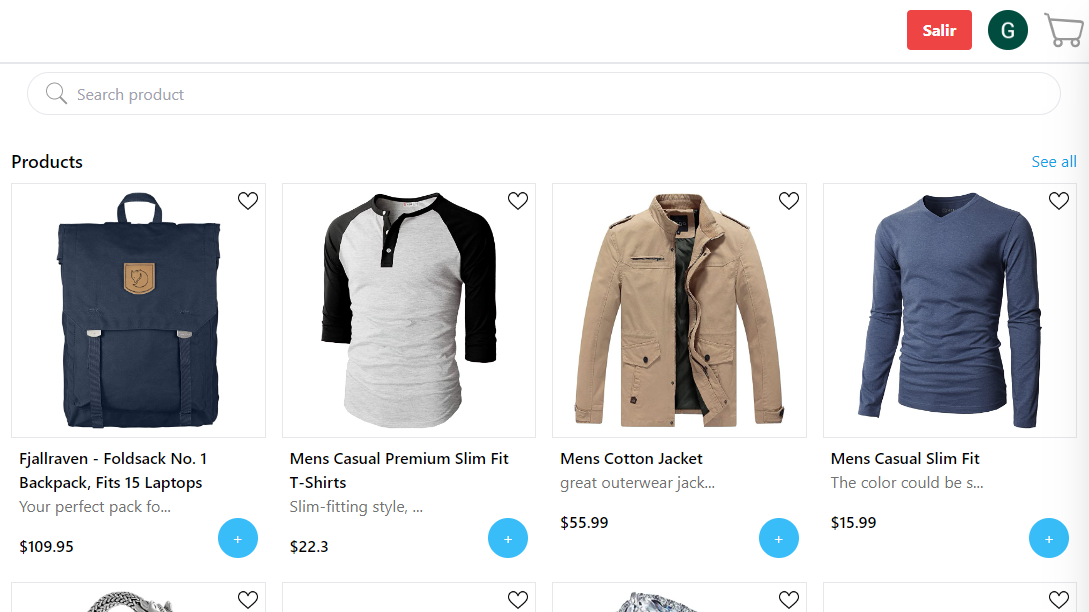 Salir
G
Search product
Products
See all
Fjallraven - Foldsack No. 1
Backpack, Fits 15 Laptops
Your perfect pack fo...
$109.95
+
Mens Casual Premium Slim Fit
T-Shirts
Slim-fitting style, ...
$22.3
+
Mens Cotton Jacket
great outerwear jack...
$55.99
+
Mens Casual Slim Fit
The color could be s...
$15.99
+